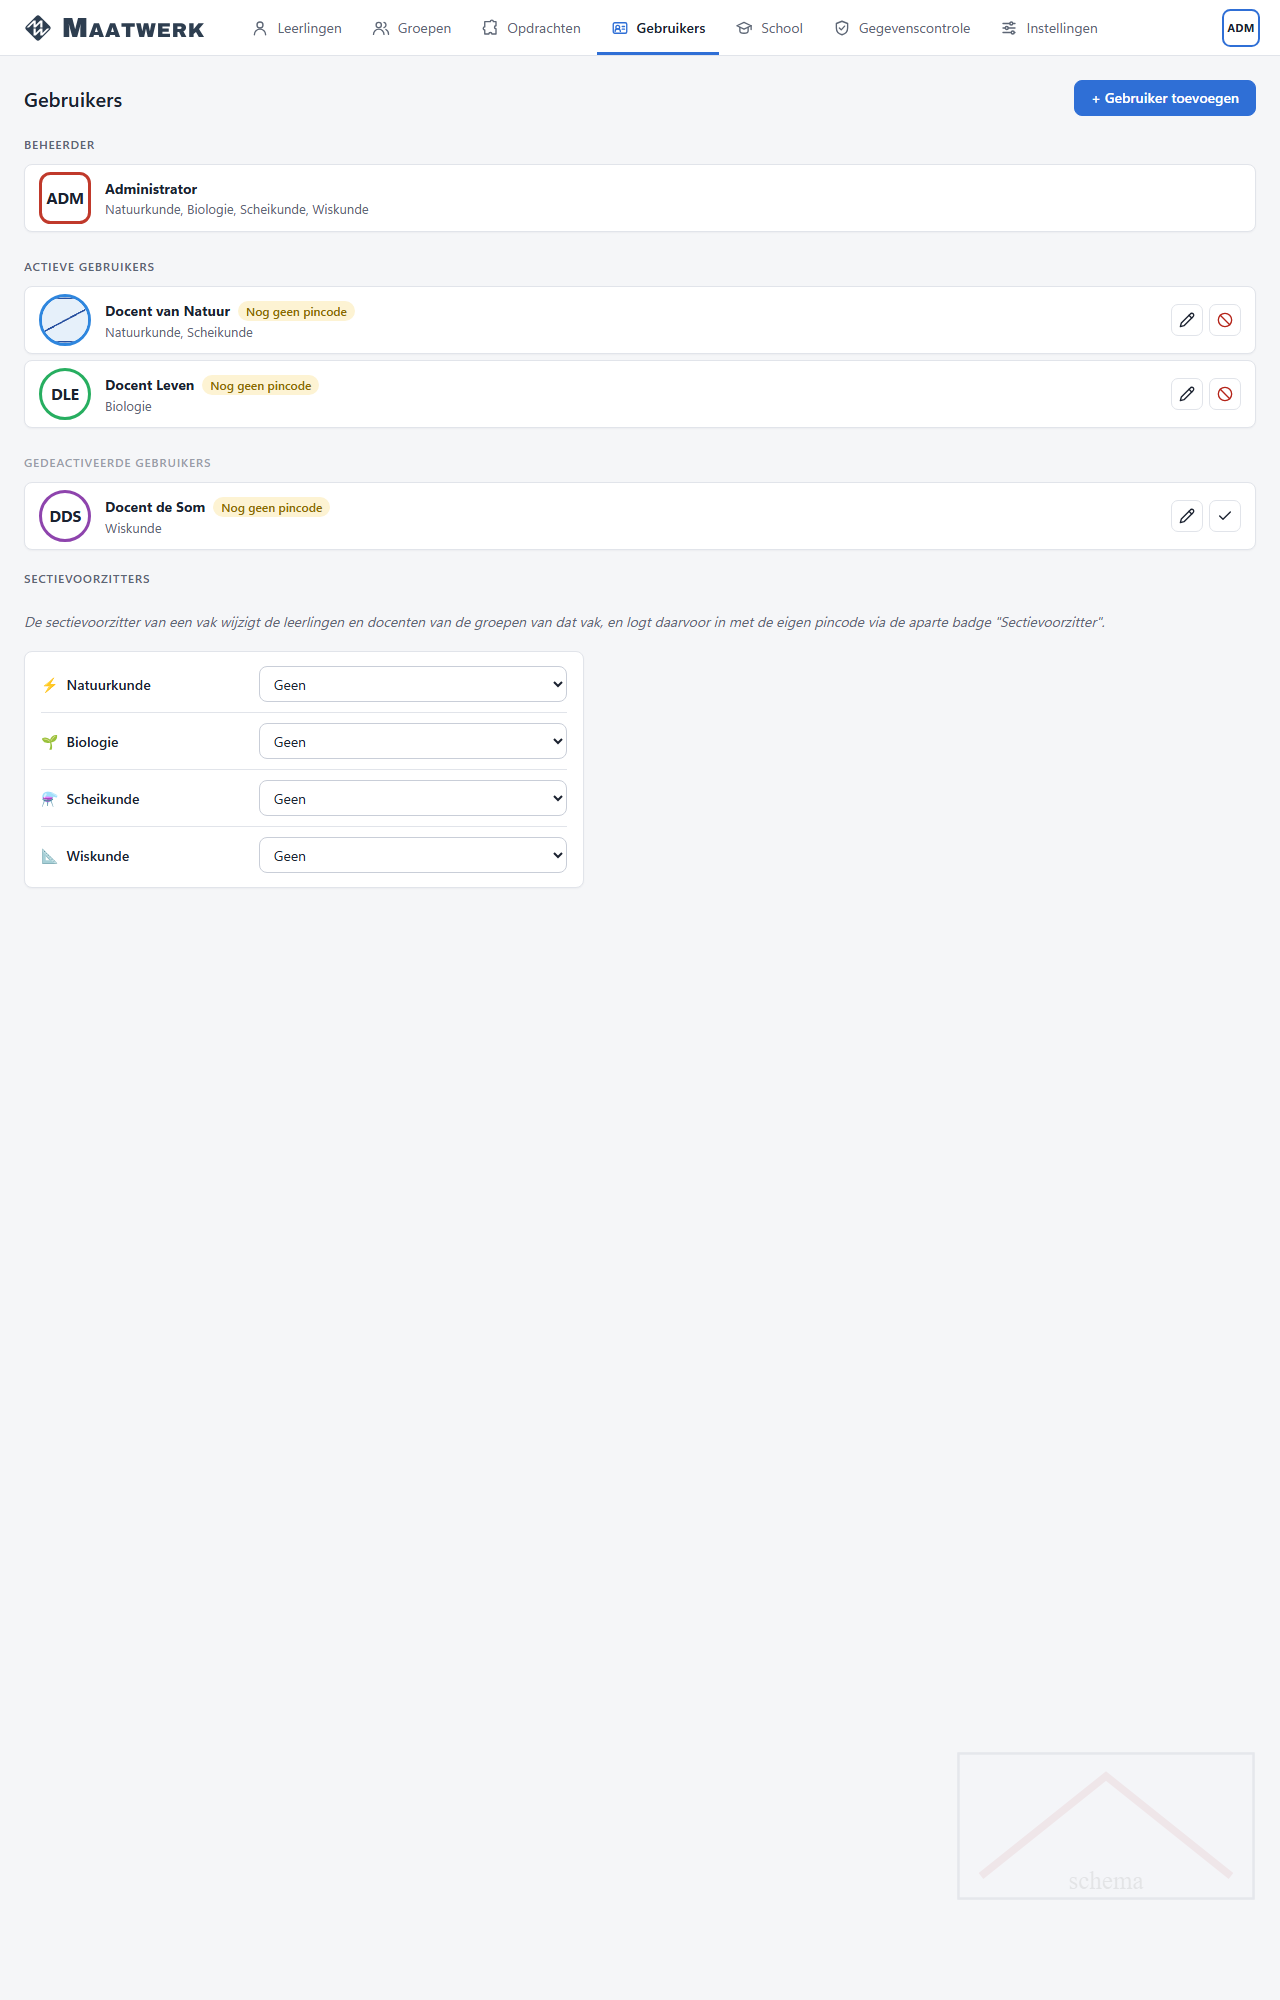 MAATWERK
Leerlingen
Groepen
Opdrachten
Gebruikers
School
Gegevenscontrole
Instellingen
ADM
Gebruikers
+ Gebruiker toevoegen
BEHEERDER
ADM
Administrator
Natuurkunde, Biologie, Scheikunde, Wiskunde
ACTIEVE GEBRUIKERS
Docent van Natuur Nog geen pincode
Natuurkunde, Scheikunde
DLE
Docent Leven Nog geen pincode
Biologie
GEDEACTIVEERDE GEBRUIKERS
DDS
Docent de Som Nog geen pincode
Wiskunde
SECTIEVOORZITTERS
De sectievoorzitter van een vak wijzigt de leerlingen en docenten van de groepen van dat vak, en logt daarvoor in met de eigen pincode via de aparte badge "Sectievoorzitter".
Natuurkunde Geen
Biologie Geen
Scheikunde Geen
Wiskunde Geen
schema